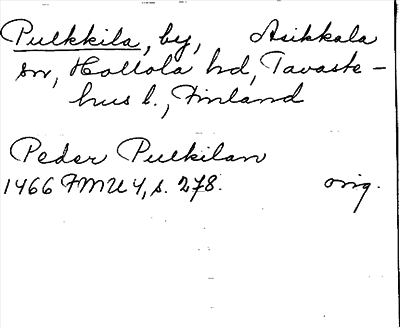 Pulkkila, by, Asikkala
sn, Hollola hd, Tavaste-
hus l., Finland
Peder Pulkilan
1466 FMU 4, s. 278. orig.